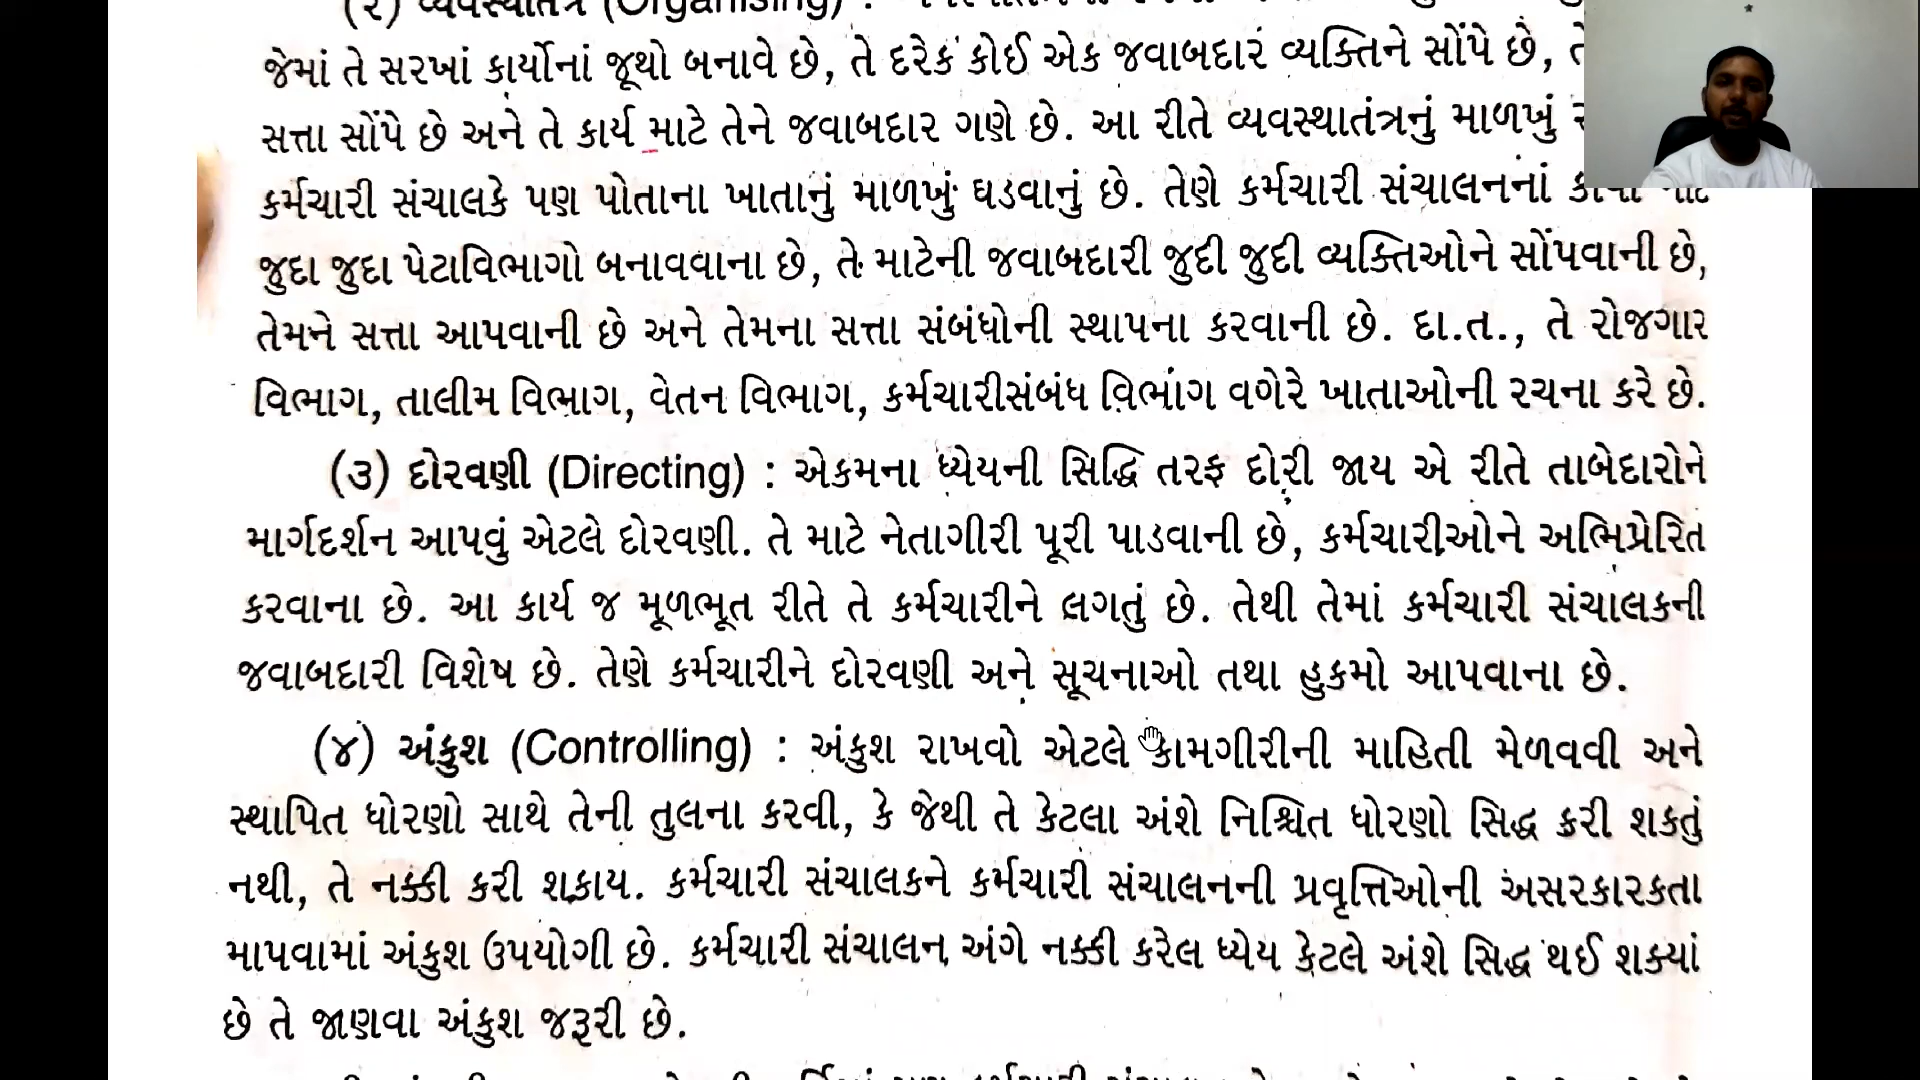 (૨) વ્યવસ્થાતંત્ર (Organising) :
જેમાં તે સરખાં કાર્યોનાં જૂથો બનાવે છે, તે દરેક કોઈ એક જવાબદાર વ્યક્તિને સોંપે છે,
સત્તા સોંપે છે અને તે કાર્ય માટે તેને જવાબદાર ગણે છે. આ રીતે વ્યવસ્થાતંત્રનું માળખું
કર્મચારી સંચાલકે પણ પોતાના ખાતાનું માળખું ઘડવાનું છે. તેણે કર્મચારી સંચાલનનાં
જુદા જુદા પેટાવિભાગો બનાવવાના છે, તે માટેની જવાબદારી જુદી જુદી વ્યક્તિઓને સોંપવાની છે,
તેમને સત્તા આપવાની છે અને તેમના સત્તા સંબંધોની સ્થાપના કરવાની છે. દા.ત., તે રોજગાર
વિભાગ, તાલીમ વિભાગ, વેતન વિભાગ, કર્મચારીસંબંધ વિભાગ વગેરે ખાતાઓની રચના કરે છે.
(૩) દોરવણી (Directing) : એકમના ધ્યેયની સિદ્ધિ તરફ દોરી જાય એ રીતે તાબેદારોને
માર્ગદર્શન આપવું એટલે દોરવણી. તે માટે નેતાગીરી પૂરી પાડવાની છે, કર્મચારીઓને અભિપ્રેરિત
કરવાના છે. આ કાર્ય જ મૂળભૂત રીતે તે કર્મચારીને લગતું છે. તેથી તેમાં કર્મચારી સંચાલકની
જવાબદારી વિશેષ છે. તેણે કર્મચારીને દોરવણી અને સૂચનાઓ તથા હુકમો આપવાના છે.
(૪) અંકુશ (Controlling) : અંકુશ રાખવો એટલે કામગીરીની માહિતી મેળવવી અને
સ્થાપિત ધોરણો સાથે તેની તુલના કરવી, કે જેથી તે કેટલા અંશે નિશ્ચિત ધોરણો સિદ્ધ કરી શકતું
નથી, તે નક્કી કરી શકાય. કર્મચારી સંચાલકને કર્મચારી સંચાલનની પ્રવૃત્તિઓની અસરકારકતા
માપવામાં અંકુશ ઉપયોગી છે. કર્મચારી સંચાલન અંગે નક્કી કરેલ ધ્યેય કેટલે અંશે સિદ્ધ થઈ શક્યાં
છે તે જાણવા અંકુશ જરૂરી છે.